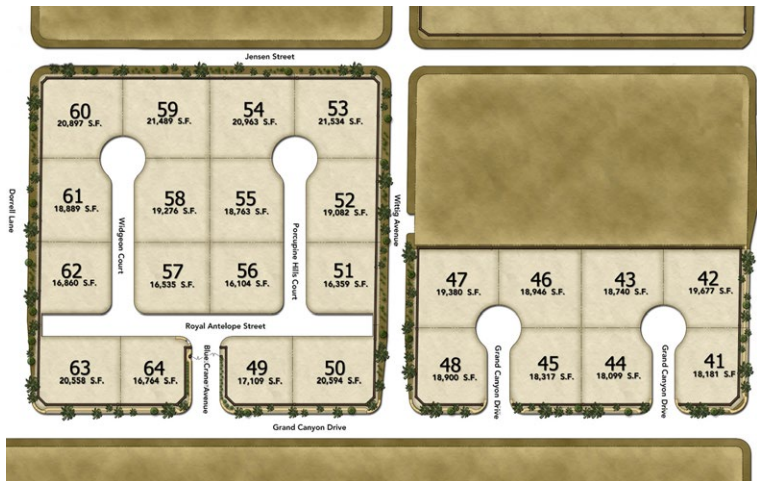 Jensen Street
60
20,897 S.F.
59
21,489 S.F.
54
20,963 S.F.
53
21,534 S.F.
Dorrell Lane
61
18,889 S.F.
Widgeon Court
58
19,276 S.F.
55
18,763 S.F.
Porcupine Hills Court
52
19,082 S.F.
Wittig Avenue
62
16,860 S.F.
57
16,535 S.F.
56
16,104 S.F.
51
16,359 S.F.
Royal Antelope Street
63
20,558 S.F.
64
16,764 S.F.
Blue Crane Avenue
49
17,109 S.F.
50
20,594 S.F.
Grand Canyon Drive
47
19,380 S.F.
46
18,946 S.F.
43
18,740 S.F.
42
19,677 S.F.
48
18,900 S.F.
Grand Canyon Drive
45
18,317 S.F.
44
18,099 S.F.
Grand Canyon Drive
41
18,181 S.F